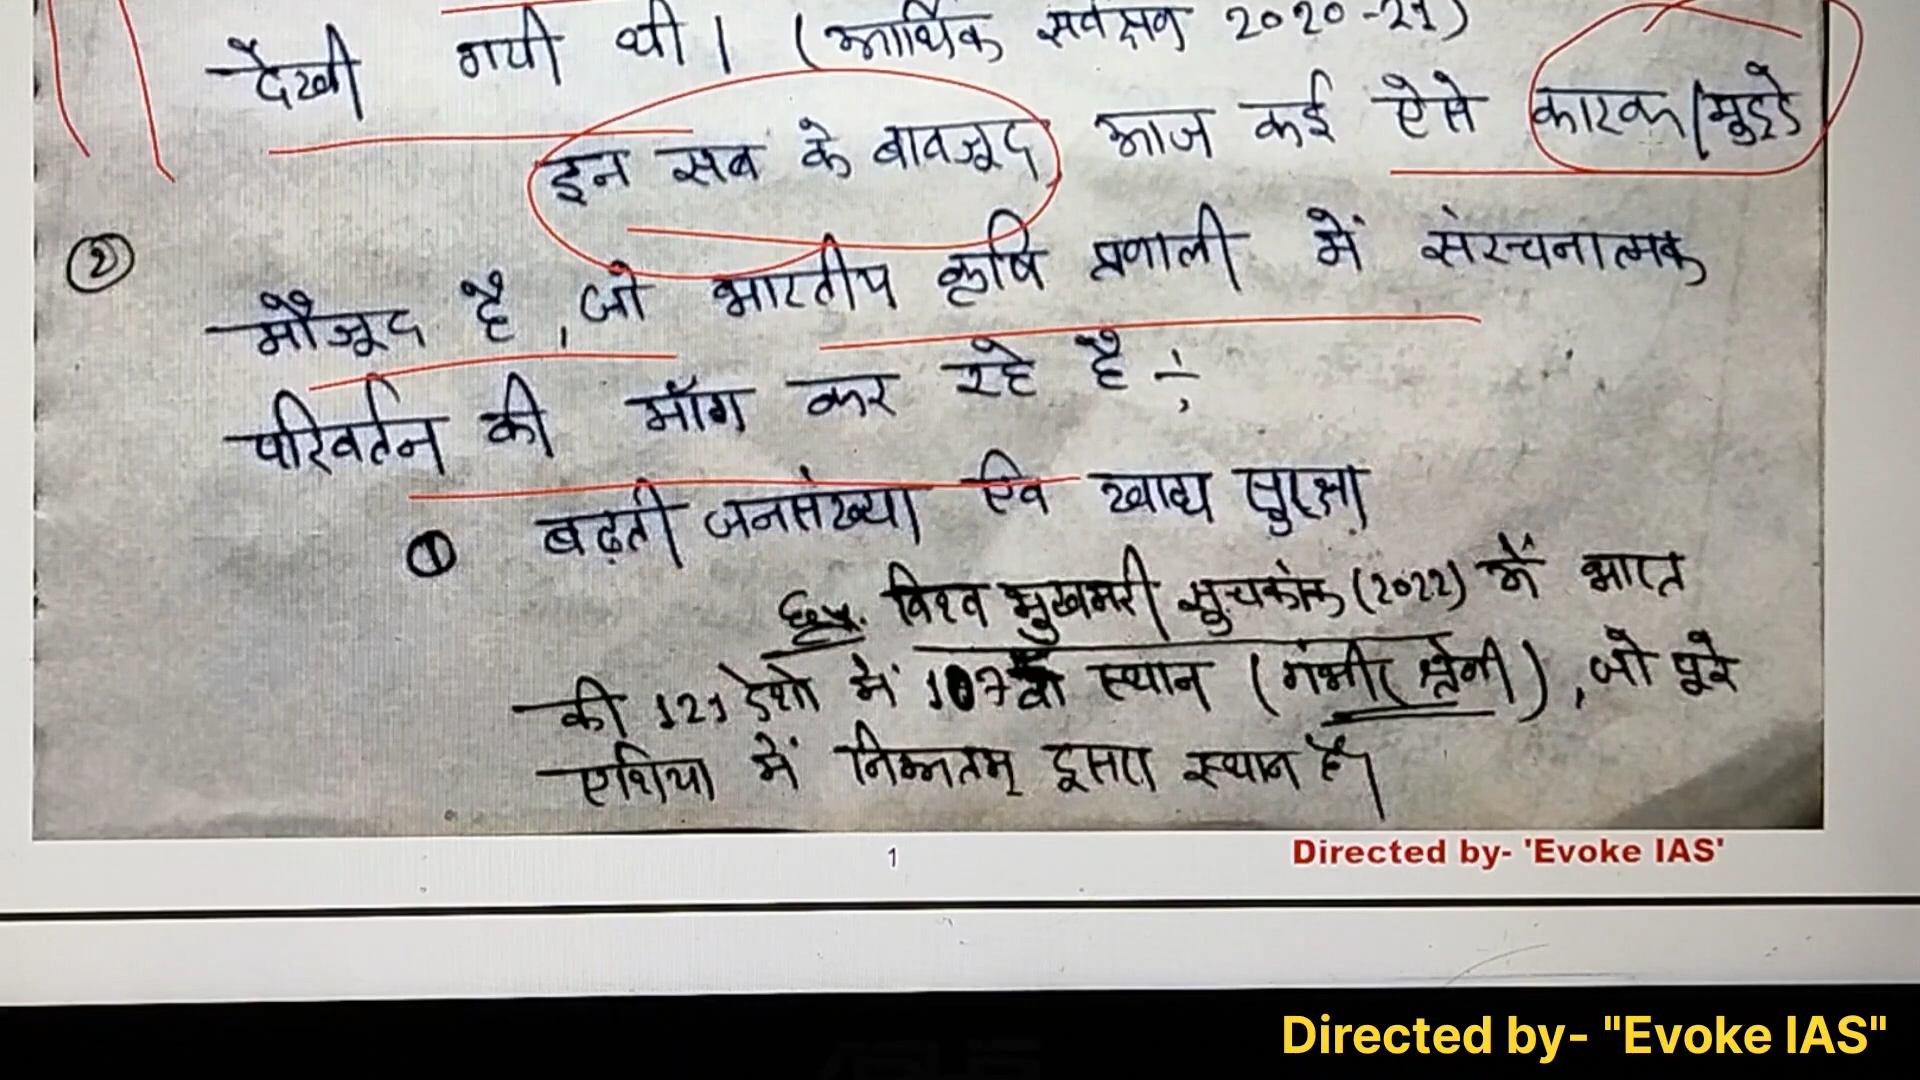 देखी गयी थी। (आर्थिक सर्वेक्षण 2020-21)
इन सब के बावजूद, आज कई ऐसे कारक/मुद्दे
②
मौजूद है, जो भारतीय कृषि प्रणाली में संरचनात्मक
परिवर्तन की माँग कर रहे है ÷
① बढ़ती जनसंख्या एवं खाद्य सुरक्षा
Ex. विश्व भुखमरी सुचकांक (2022) में भारत
की 121 देशो में 107वां स्थान (गंभीर श्रेनी), जो पूरे
एशिया में निम्नतम् दूसरा स्थान है।
1
Directed by- 'Evoke IAS'
Directed by- "Evoke IAS"